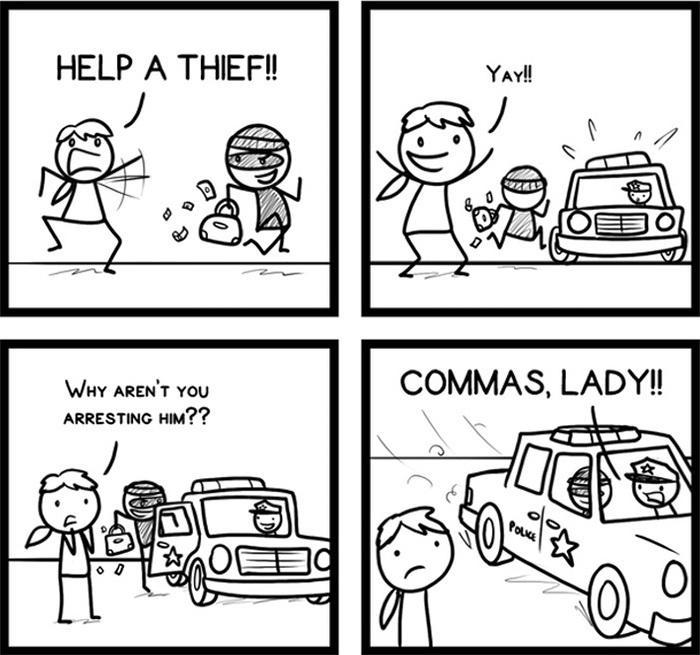 HELP A THIEF!!
YAY!!
WHY AREN'T YOU
ARRESTING HIM??
COMMAS, LADY!!
POLICE